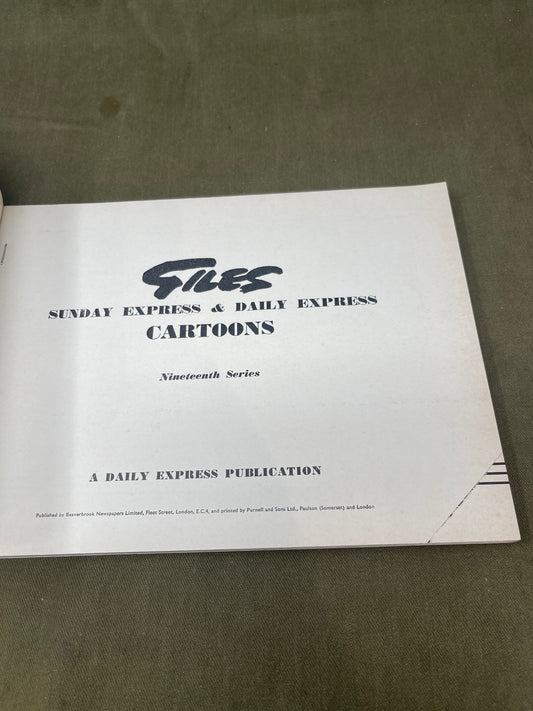 GILES
SUNDAY EXPRESS & DAILY EXPRESS
CARTOONS
Nineteenth Series
A DAILY EXPRESS PUBLICATION
Published by Beaverbrook Newspapers Limited, Fleet Street, London, E.C.4, and printed by Purnell and Sons Ltd., Paulton (Somerset) and London